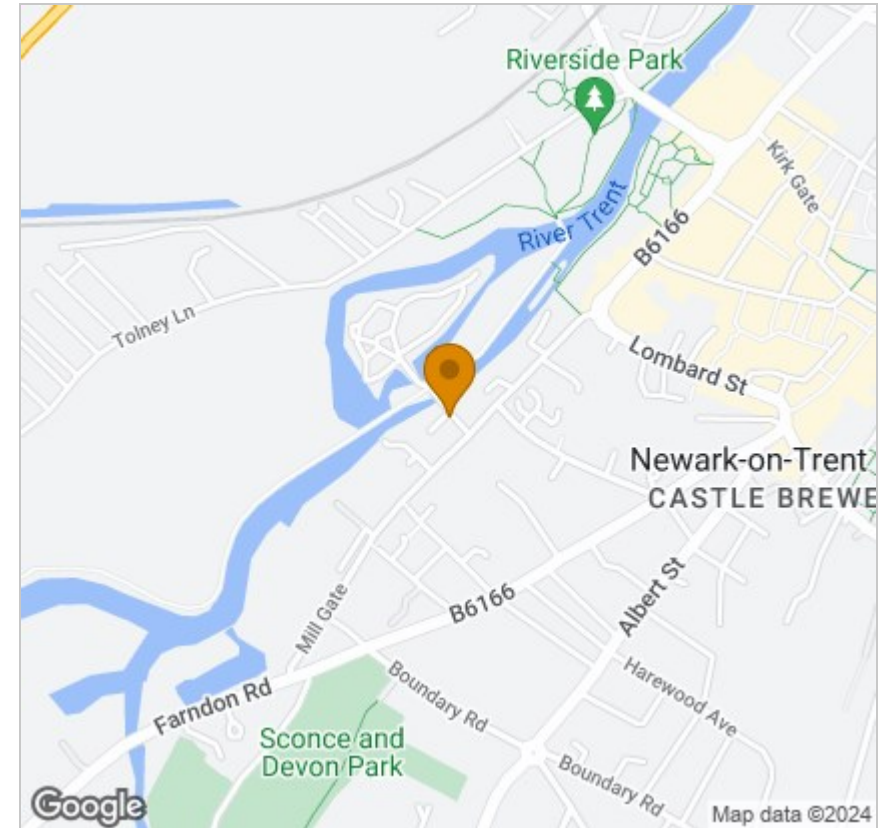 Riverside Park
Kirk Gate
River Trent
B6166
Tolney Ln
Lombard St
Newark-on-Trent
CASTLE BREWE
Albert St
B6166
Mill Gate
Harewood Ave
Boundary Rd
Farndon Rd
Sconce and
Devon Park
Boundary Rd
Google
Map data ©2024